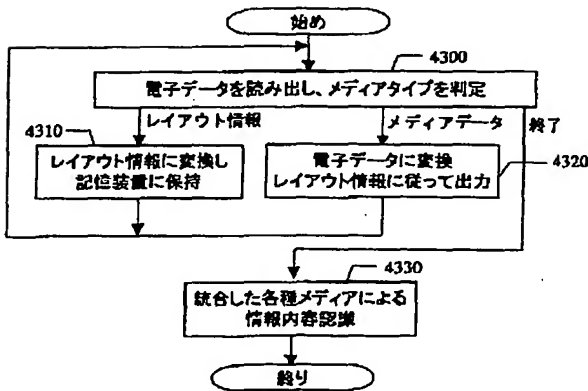 始め
4300
電子データを読み出し、メディアタイプを判定
レイアウト情報
メディアデータ
終了
4310
レイアウト情報に変換し
記位装置に保持
電子データに変換
レイアウト情報に従って出力
4320
4330
統合した各種メディアによる
情報内容認識
終り